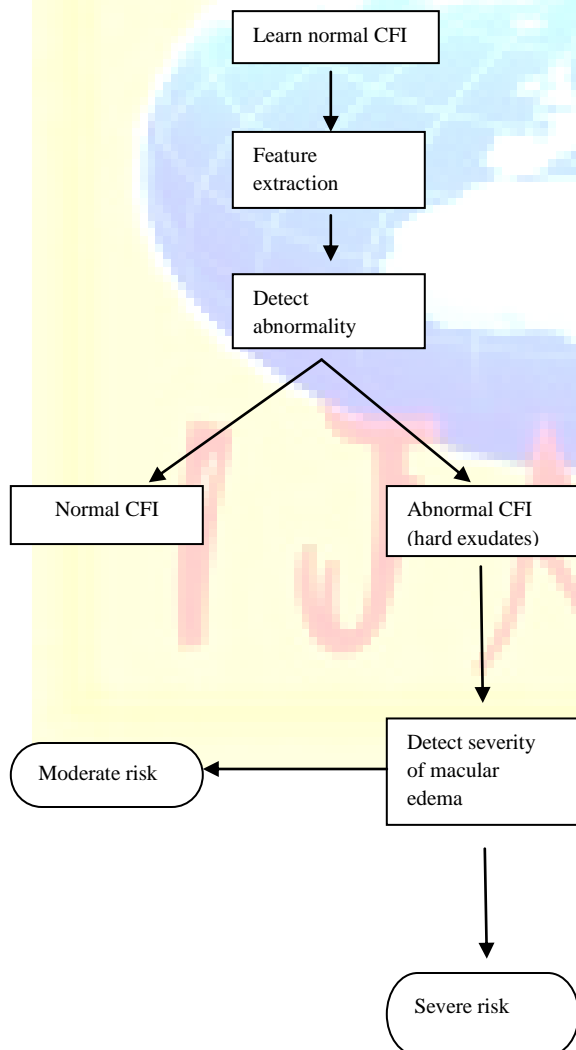 Learn normal CFI
Feature
extraction
Detect
abnormality
Normal CFI
Abnormal CFI
(hard exudates)
Detect severity
of macular
edema
Moderate risk
Severe risk